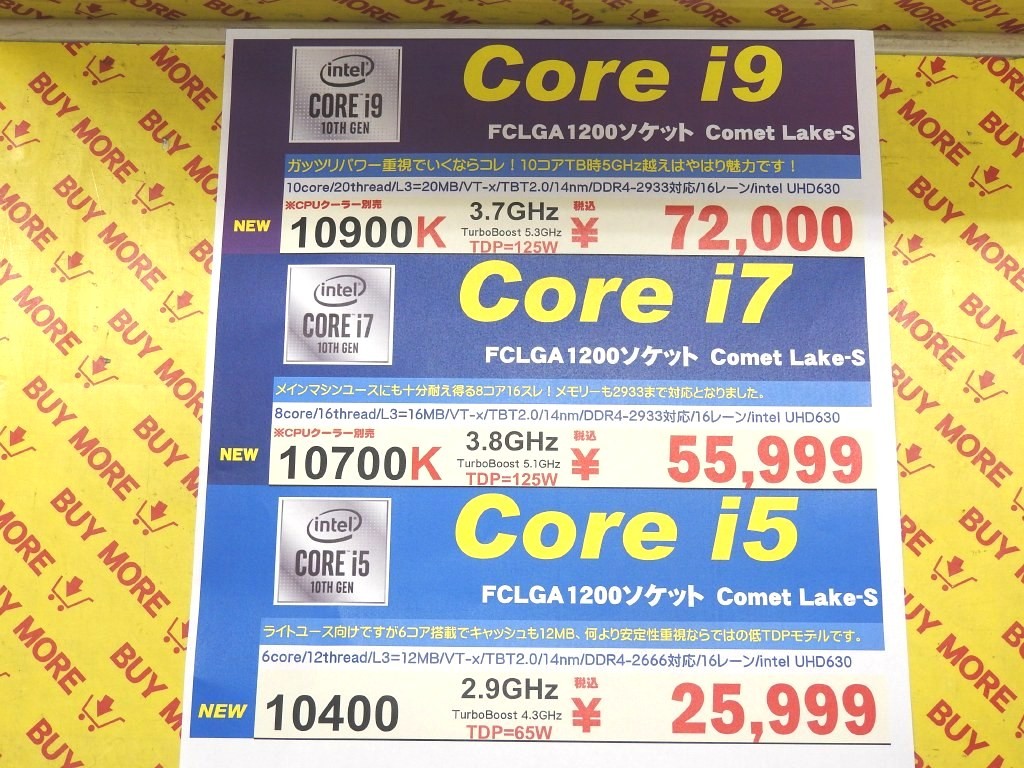 intel
CORE i9
10TH GEN
Core i9
FCLGA1200ソケット Comet Lake-S
ガッツリパワー重視でいくならコレ！10コアTB時5GHz越えはやはり魅力です！
10core/20thread/L3=20MB/VT-x/TBT2.0/14nm/DDR4-2933対応/16レーン/intel UHD630
NEW
※CPUクーラー別売
10900K
3.7GHz
TurboBoost 5.3GHz
TDP=125W
税込
¥ 72,000
intel
CORE i7
10TH GEN
Core i7
FCLGA1200ソケット Comet Lake-S
メインマシンユースにも十分耐え得る8コア16スレ！メモリーも2933まで対応となりました。
8core/16thread/L3=16MB/VT-x/TBT2.0/14nm/DDR4-2933対応/16レーン/intel UHD630
NEW
※CPUクーラー別売
10700K
3.8GHz
TurboBoost 5.1GHz
TDP=125W
税込
¥ 55,999
intel
CORE i5
10TH GEN
Core i5
FCLGA1200ソケット Comet Lake-S
ライトユース向けですが6コア搭載でキャッシュも12MB、何より安定性重視ならではの低TDPモデルです。
6core/12thread/L3=12MB/VT-x/TBT2.0/14nm/DDR4-2666対応/16レーン/intel UHD630
NEW
10400
2.9GHz
TurboBoost 4.3GHz
TDP=65W
税込
¥ 25,999
BUY MORE